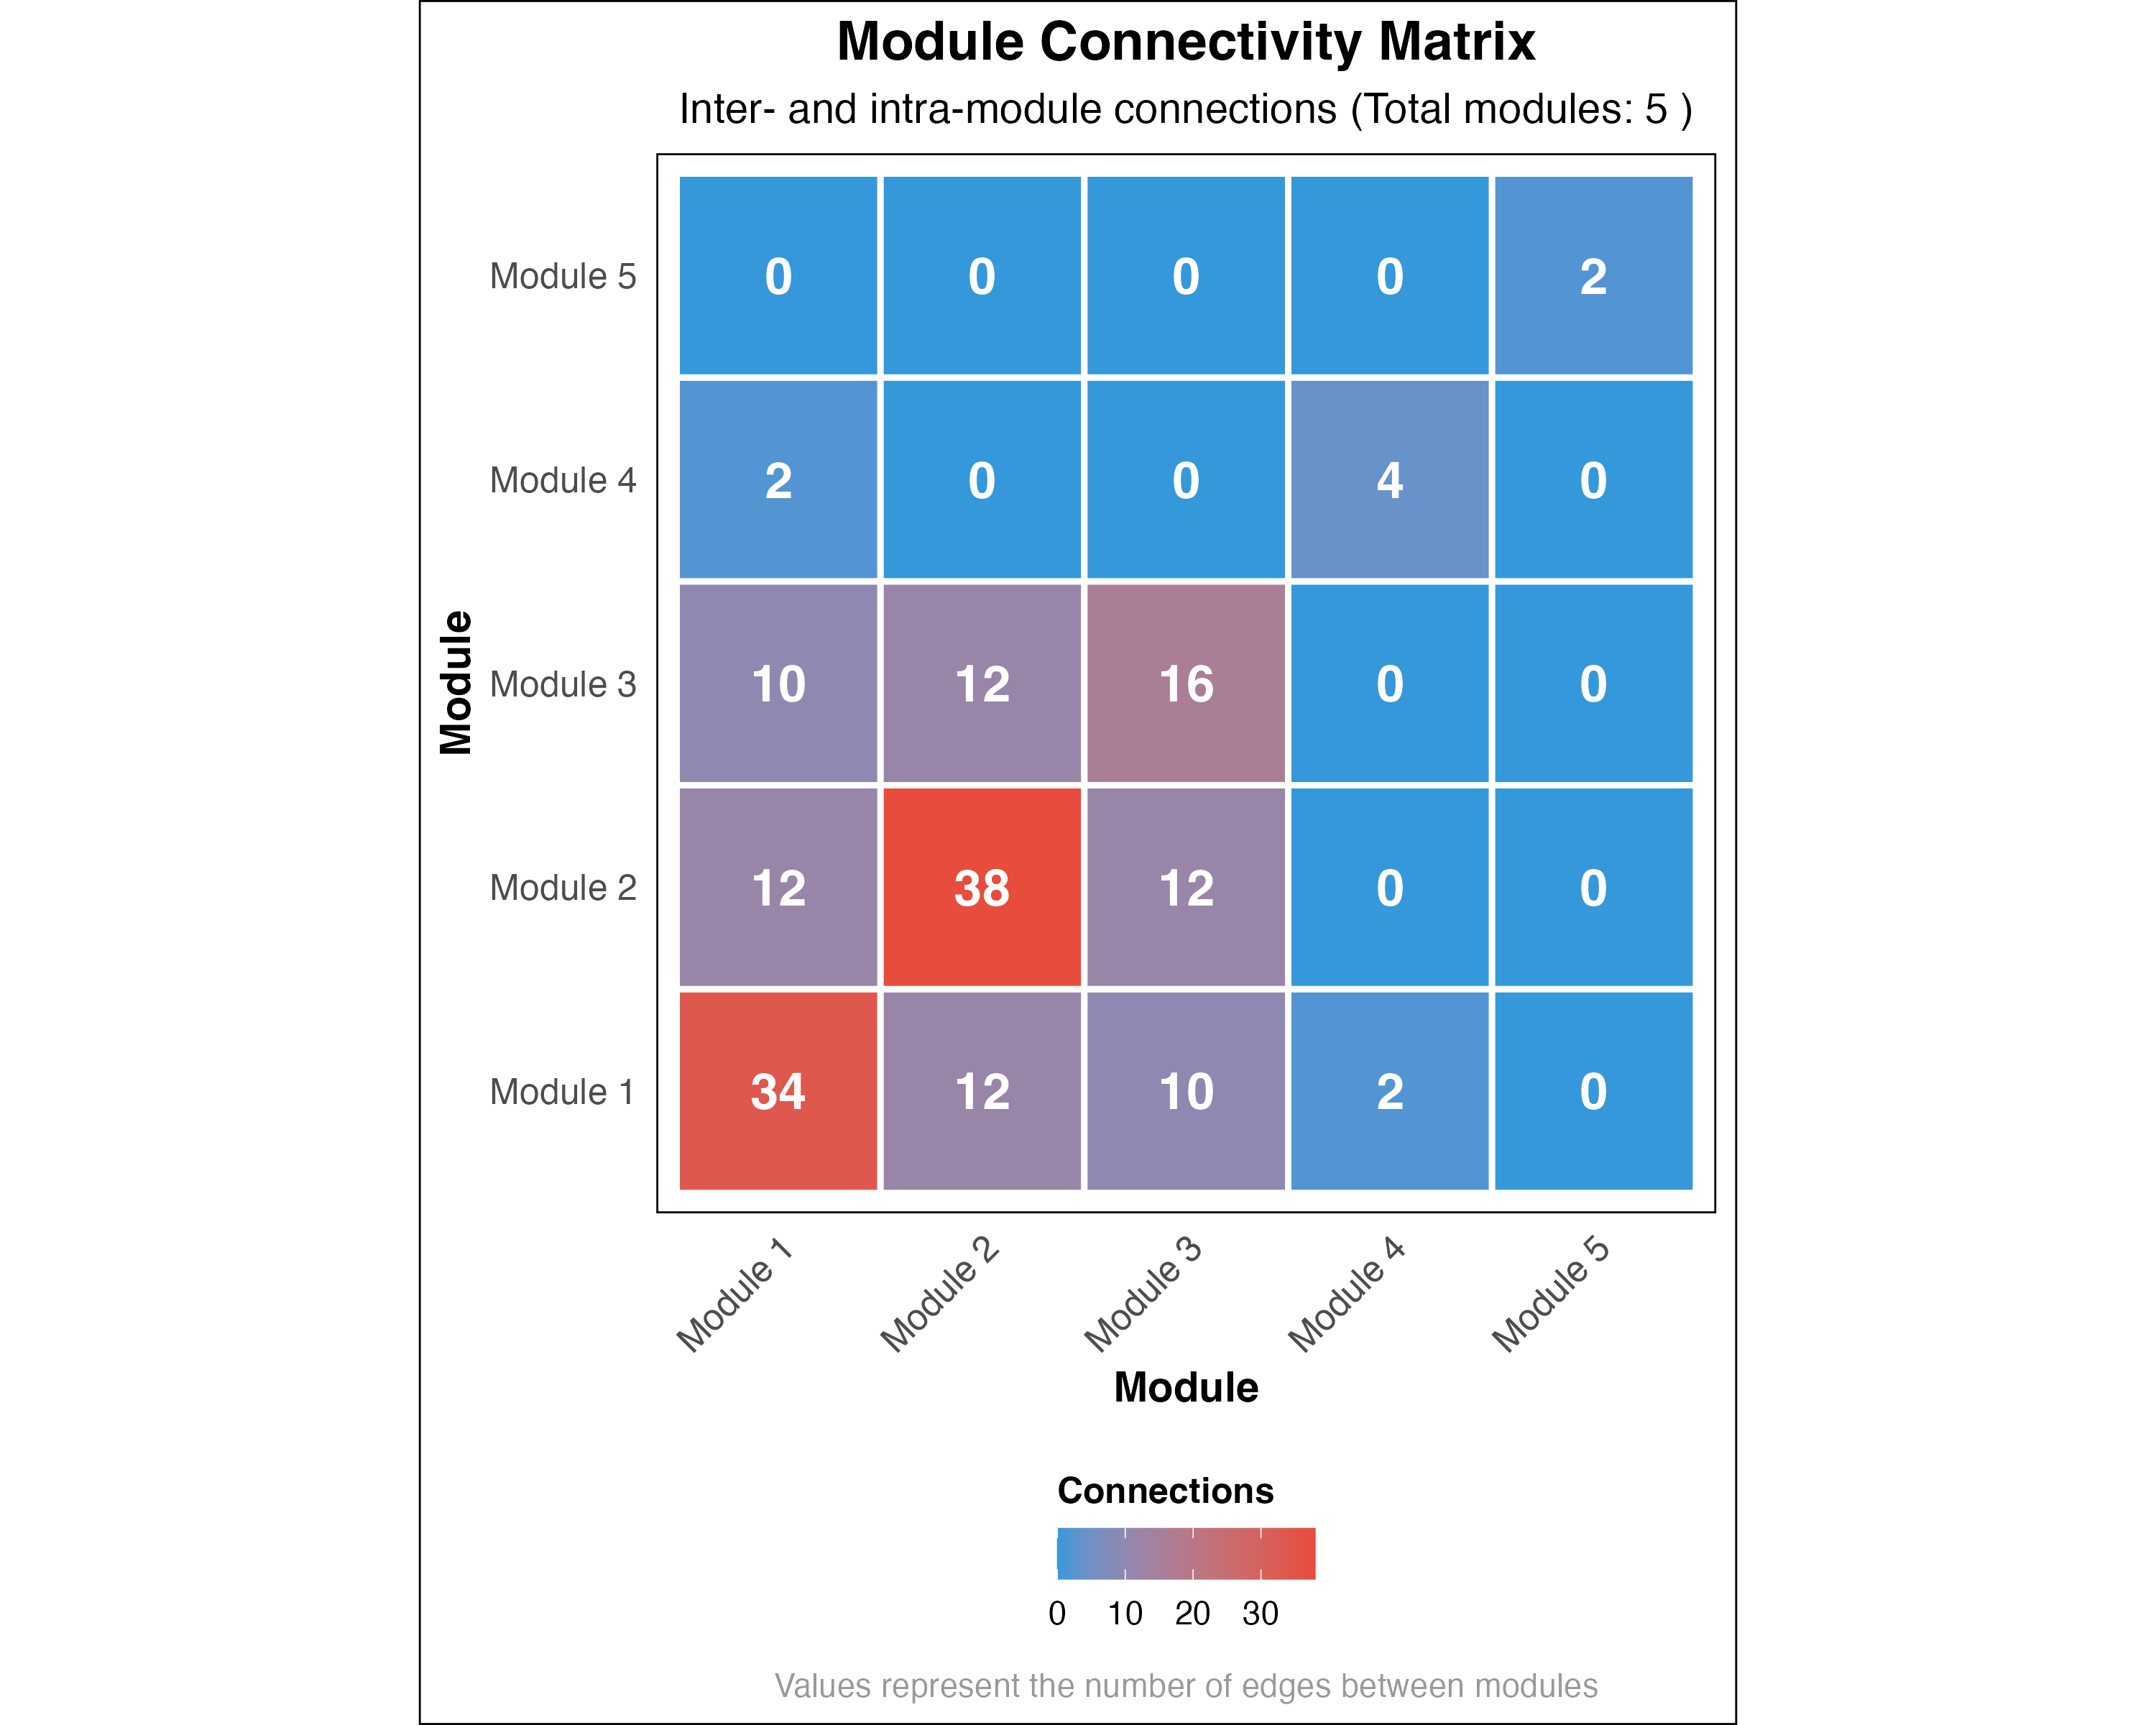 Module Connectivity Matrix
Inter- and intra-module connections (Total modules: 5 )
Module
Module 5 0 0 0 0 2
Module 4 2 0 0 4 0
Module 3 10 12 16 0 0
Module 2 12 38 12 0 0
Module 1 34 12 10 2 0
Module 1 Module 2 Module 3 Module 4 Module 5
Module
Connections
0 10 20 30
Values represent the number of edges between modules